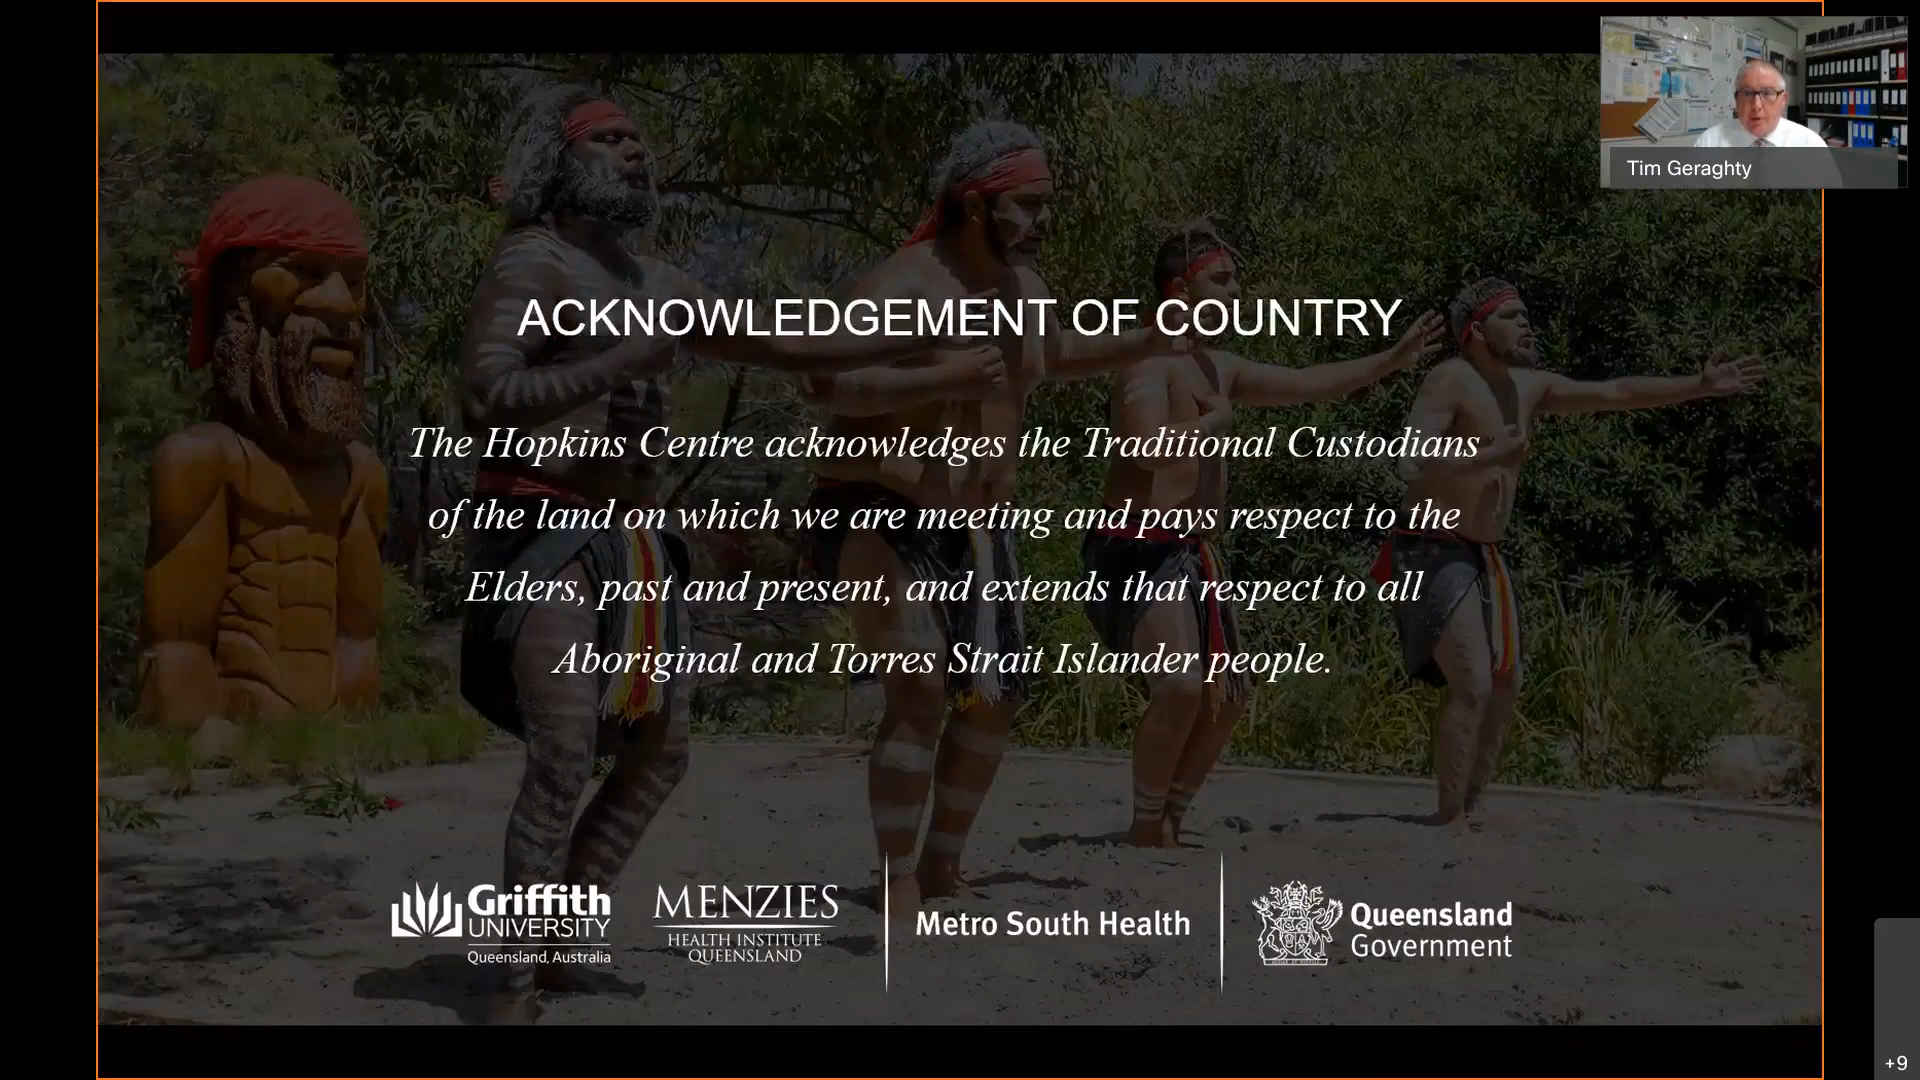 Tim Geraghty
ACKNOWLEDGEMENT OF COUNTRY
The Hopkins Centre acknowledges the Traditional Custodians
of the land on which we are meeting and pays respect to the
Elders, past and present, and extends that respect to all
Aboriginal and Torres Strait Islander people.
Griffith
UNIVERSITY
Queensland, Australia
MENZIES
HEALTH INSTITUTE
QUEENSLAND
Metro South Health
Queensland
Government
+9